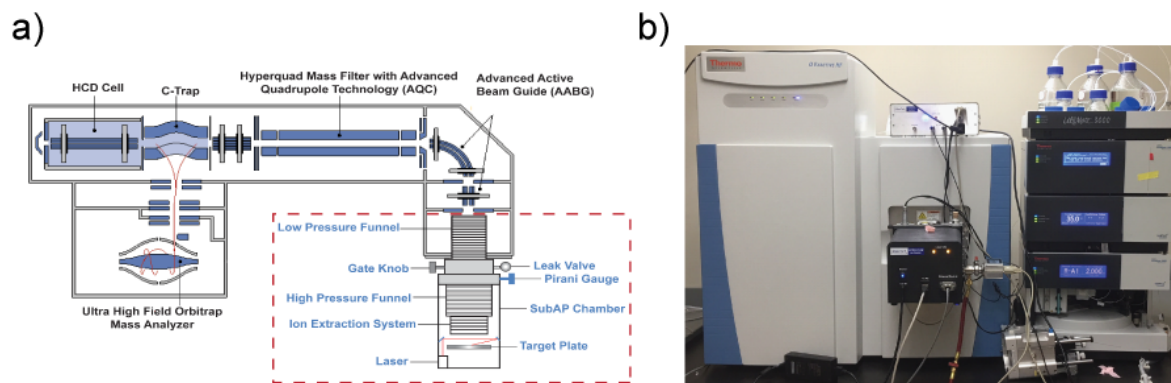 a)
b)
HCD Cell
C-Trap
Hyperquad Mass Filter with Advanced
Quadrupole Technology (AQC)
Advanced Active
Beam Guide (AABG)
Low Pressure Funnel
Gate Knob
Leak Valve
Pirani Gauge
High Pressure Funnel
SubAP Chamber
Ion Extraction System
Target Plate
Laser
Ultra High Field Orbitrap
Mass Analyzer
Thermo